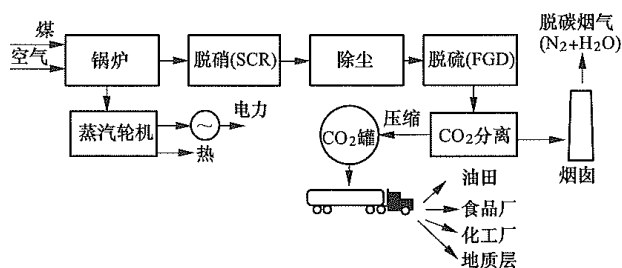 煤
空气
锅炉
脱硝(SCR)
除尘
脱硫(FGD)
脱碳烟气
(N2+H2O)
蒸汽轮机
~
电力
热
CO2罐
压缩
CO2分离
烟囱
油田
食品厂
化工厂
地质层